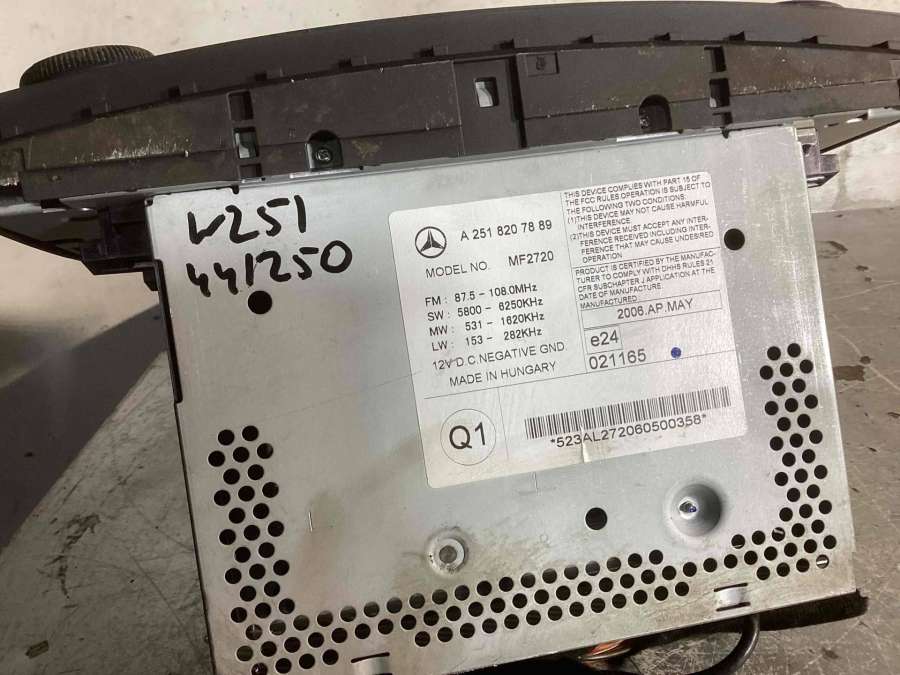 W251
441250
A 251 820 78 89
MODEL NO. MF2720
FM : 87.5 - 108.0MHz
SW : 5800 - 6250KHz
MW : 531 - 1620KHz
LW : 153 - 282KHz
12V D.C.NEGATIVE GND.
MADE IN HUNGARY
THIS DEVICE COMPLIES WITH PART 15 OF
THE FCC RULES OPERATION IS SUBJECT TO
THE FOLLOWING TWO CONDITIONS:
(1)THIS DEVICE MAY NOT CAUSE HARMFUL
INTERFERENCE
(2)THIS DEVICE MUST ACCEPT ANY INTER-
FERENCE RECEIVED INCLUDING INTER-
FERENCE THAT MAY CAUSE UNDESIRED
OPERATION
PRODUCT IS CERTIFIED BY THE MANUFAC-
TURER TO COMPLY WITH DHHS RULES 21
CFR SUBCHAPTER J APPLICATION AT THE
DATE OF MANUFACTURE
MANUFACTURED
2006.AP.MAY
e24
021165
Q1
*523AL272060500358*